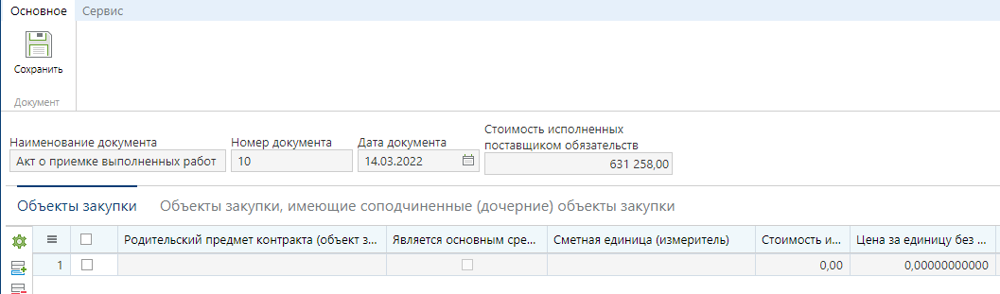 Основное Сервис
Сохранить
Документ
Стоимость исполненных
Наименование документа Номер документа Дата документа поставщиком обязательств
Акт о приемке выполненных работ 10 14.03.2022 631 258,00
Объекты закупки Объекты закупки, имеющие соподчиненные (дочерние) объекты закупки
Родительский предмет контракта (объект з... Является основным сре... Сметная единица (измеритель) Стоимость и... Цена за единицу без ...
1 0,00 0,00000000000